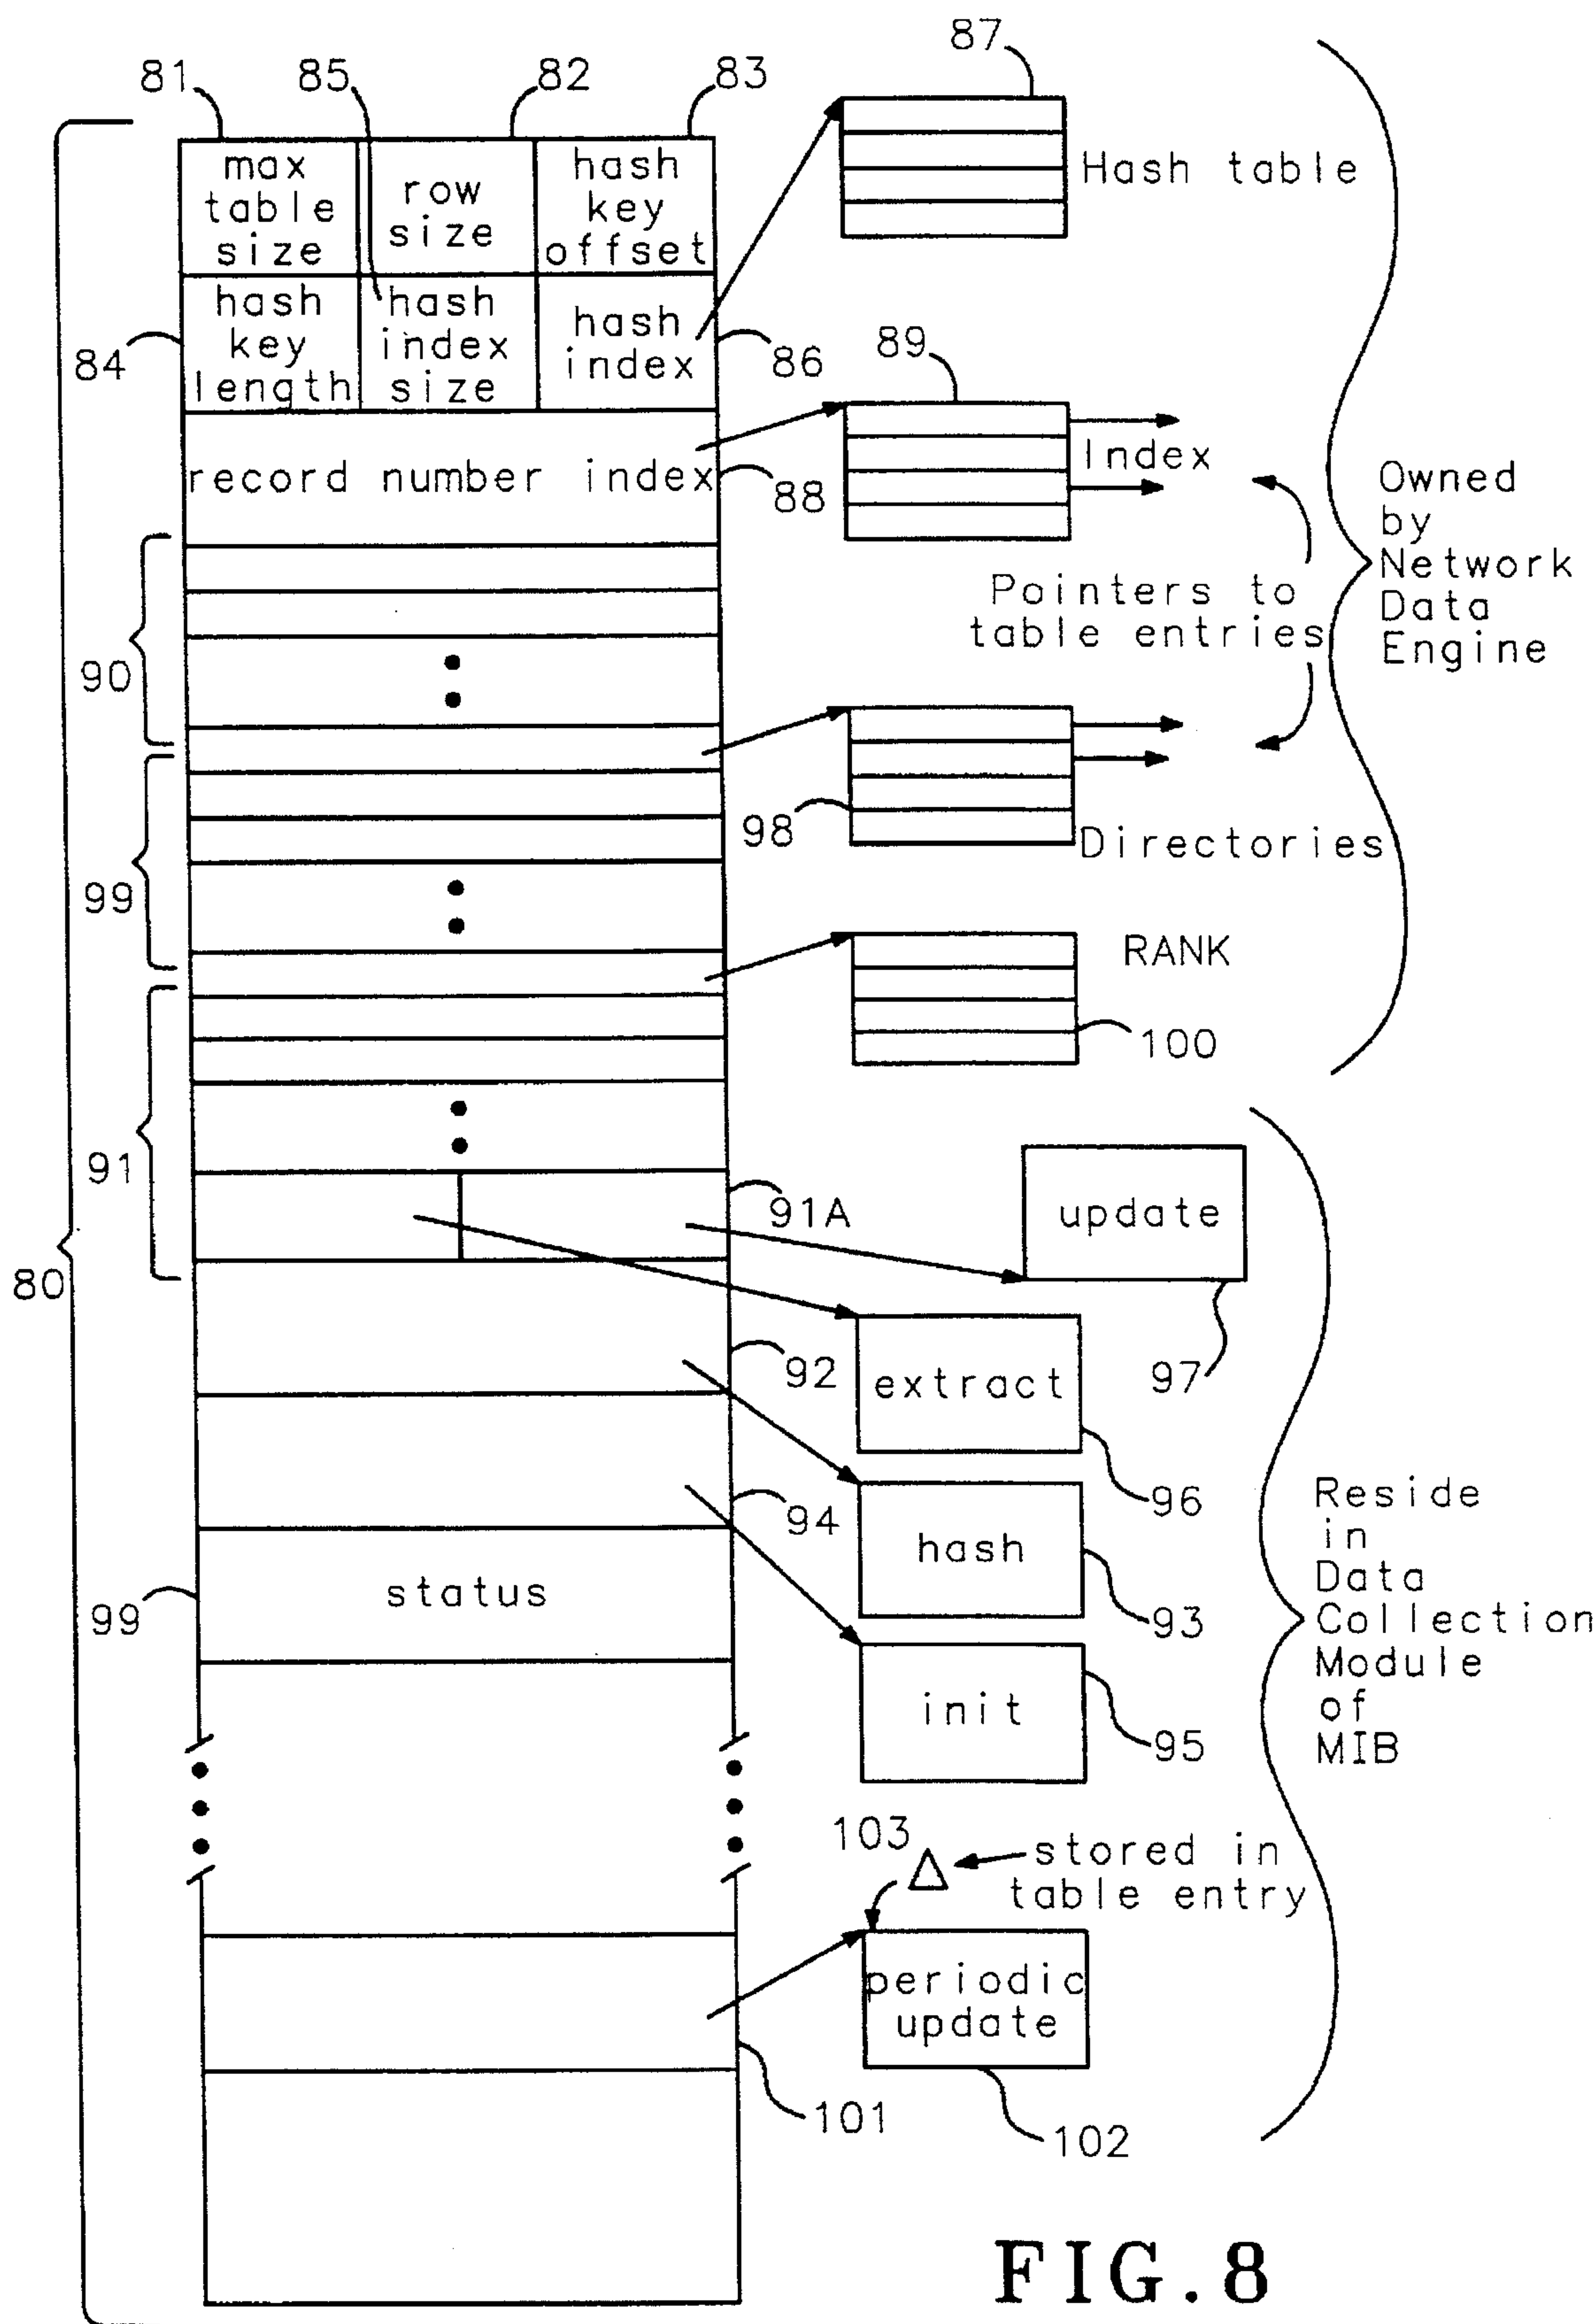 87
81
85
82
83
max
table
size
row
size
hash
key
offset
Hash table
hash
key
length
hash
index
size
hash
index
84
86
89
record number index
88
Index
Owned
by
Network
Data
Engine
Pointers to
table entries
90
98
Directories
99
RANK
100
91
91A
update
80
92
extract
97
96
94
hash
93
Reside
in
Data
Collection
Module
of
MIB
99
status
init
95
103
Δ
stored in
table entry
periodic
update
101
102
FIG. 8